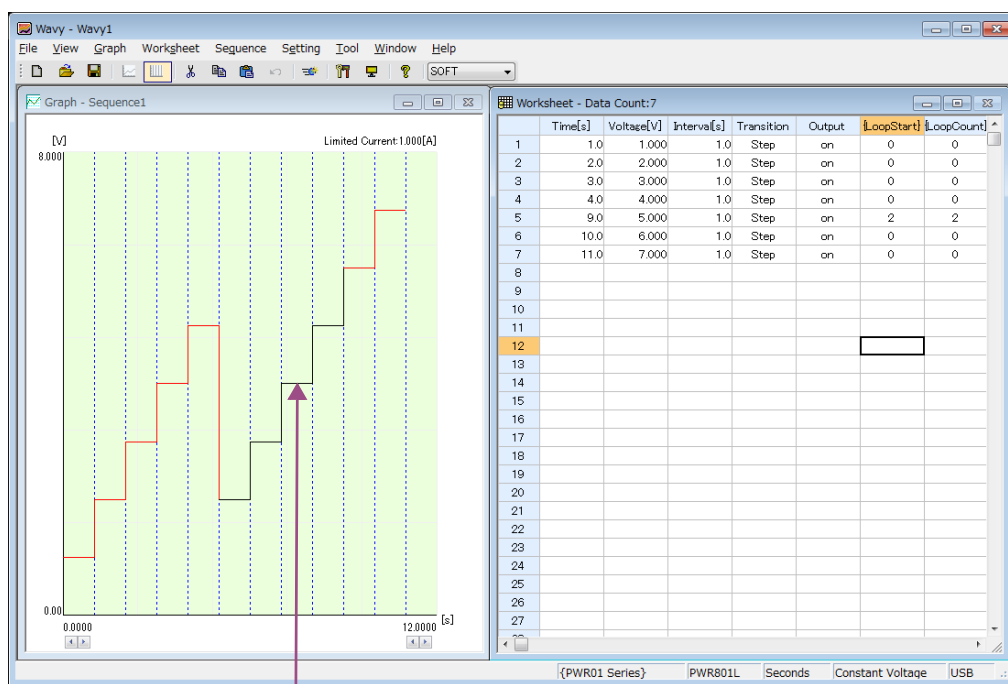 Wavy - Wavy1
File View Graph Worksheet Sequence Setting Tool Window Help
SOFT
Graph - Sequence1
[V] Limited Current:1.000[A]
8.000
0.00
0.0000 12.0000 [s]
Worksheet - Data Count:7
Time[s] Voltage[V] Interval[s] Transition Output {LoopStart} {LoopCount}
1 1.0 1.000 1.0 Step on 0 0
2 2.0 2.000 1.0 Step on 0 0
3 3.0 3.000 1.0 Step on 0 0
4 4.0 4.000 1.0 Step on 0 0
5 9.0 5.000 1.0 Step on 2 2
6 10.0 6.000 1.0 Step on 0 0
7 11.0 7.000 1.0 Step on 0 0
8
9
10
11
12
13
14
15
16
17
18
19
20
21
22
23
24
25
26
27
{PWR01 Series} PWR801L Seconds Constant Voltage USB